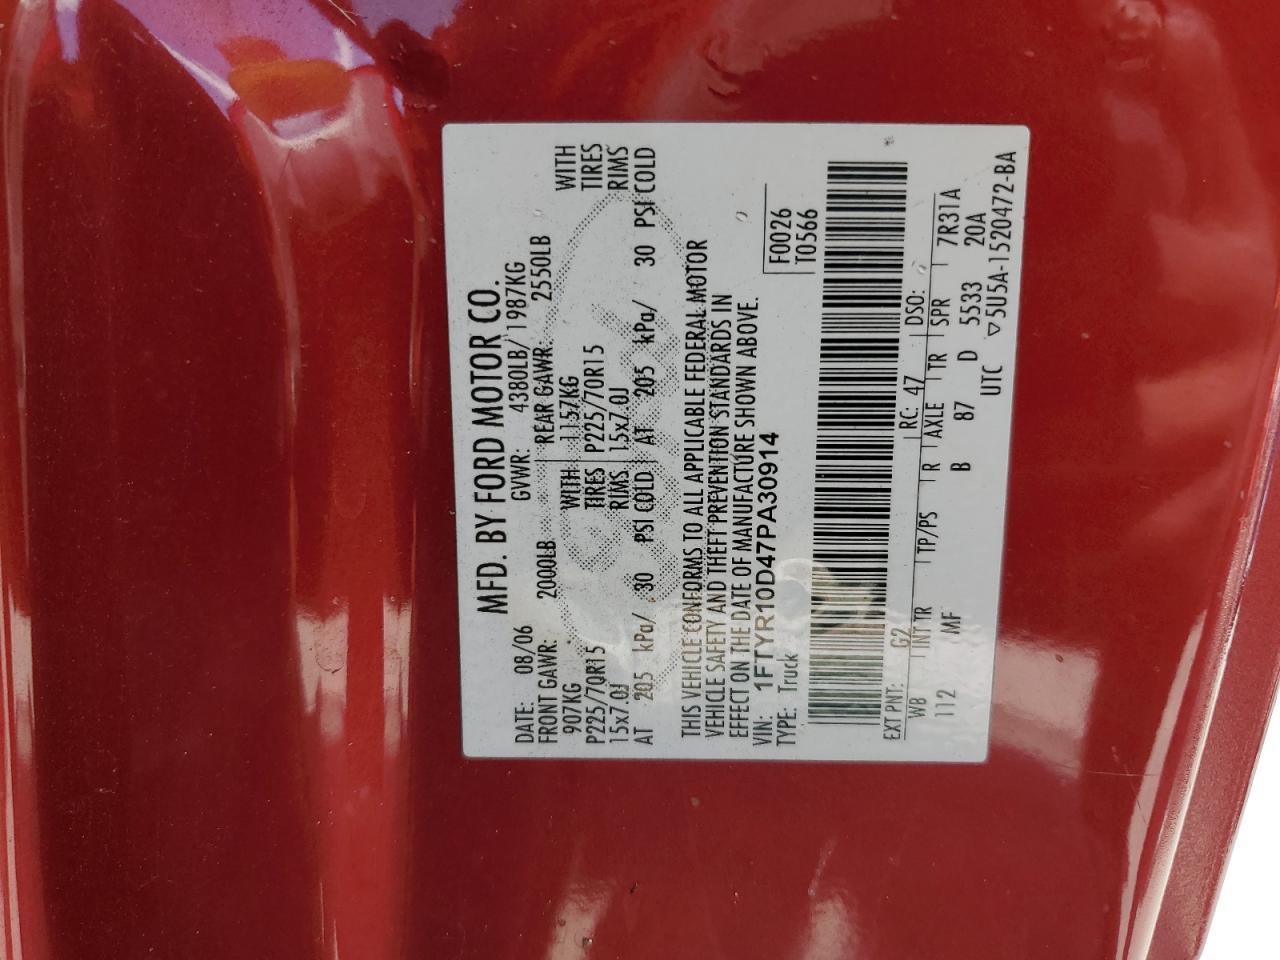 MFD. BY FORD MOTOR CO.
DATE: 08/06 GVWR: 4380LB/ 1987KG
FRONT GAWR: 2000LB REAR GAWR: 2550LB
907KG WITH 1157KG WITH
P225/70R15 TIRES P225/70R15 TIRES
15x7.0J RIMS 15x7.0J RIMS
AT 205 kPa/ 30 PSI COLD AT 205 kPa/ 30 PSI COLD
THIS VEHICLE CONFORMS TO ALL APPLICABLE FEDERAL MOTOR
VEHICLE SAFETY AND THEFT PREVENTION STANDARDS IN
EFFECT ON THE DATE OF MANUFACTURE SHOWN ABOVE.
VIN: 1FTYR10D47PA30914
TYPE: Truck
F0026
T0566
EXT PNT: G2 RC: 47 DSO:
WB INT TR TP/PS R AXLE TR SPR 7R31A
112 MF B 87 D 5533 20A
UTC ▽5U5A-1520472-BA